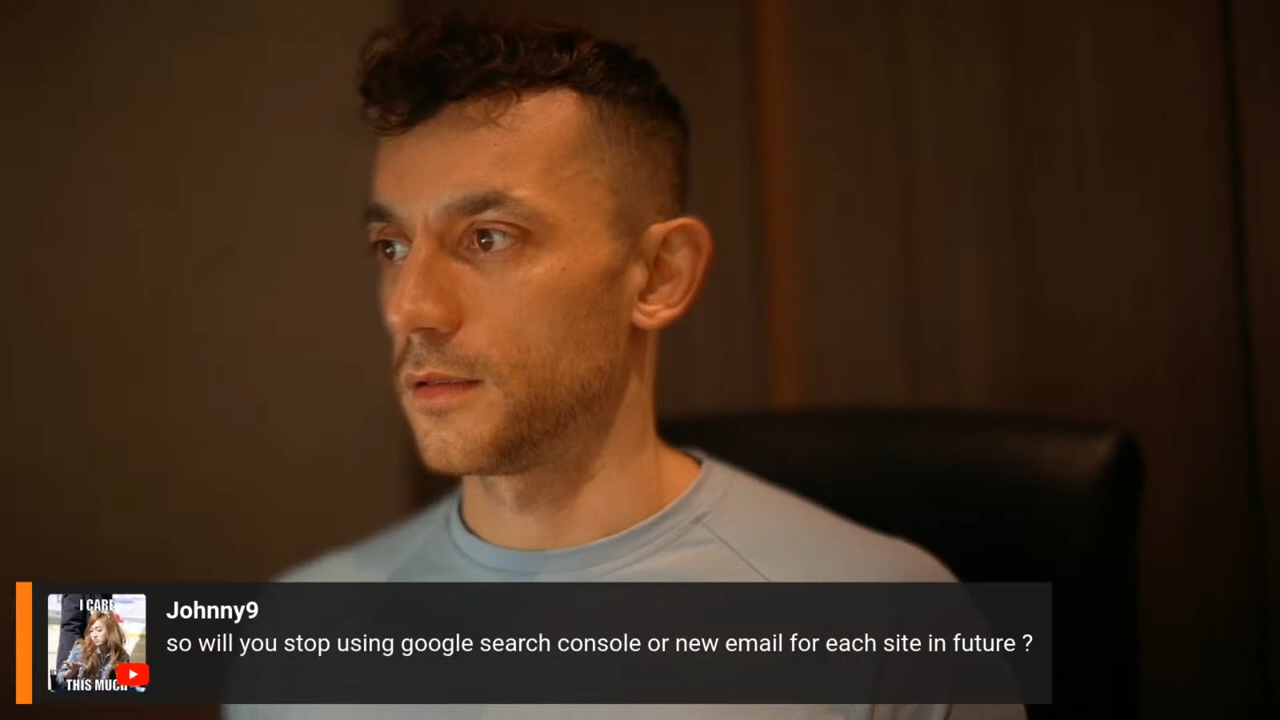 Johnny9
so will you stop using google search console or new email for each site in future ?
I CARE
THIS MUCH